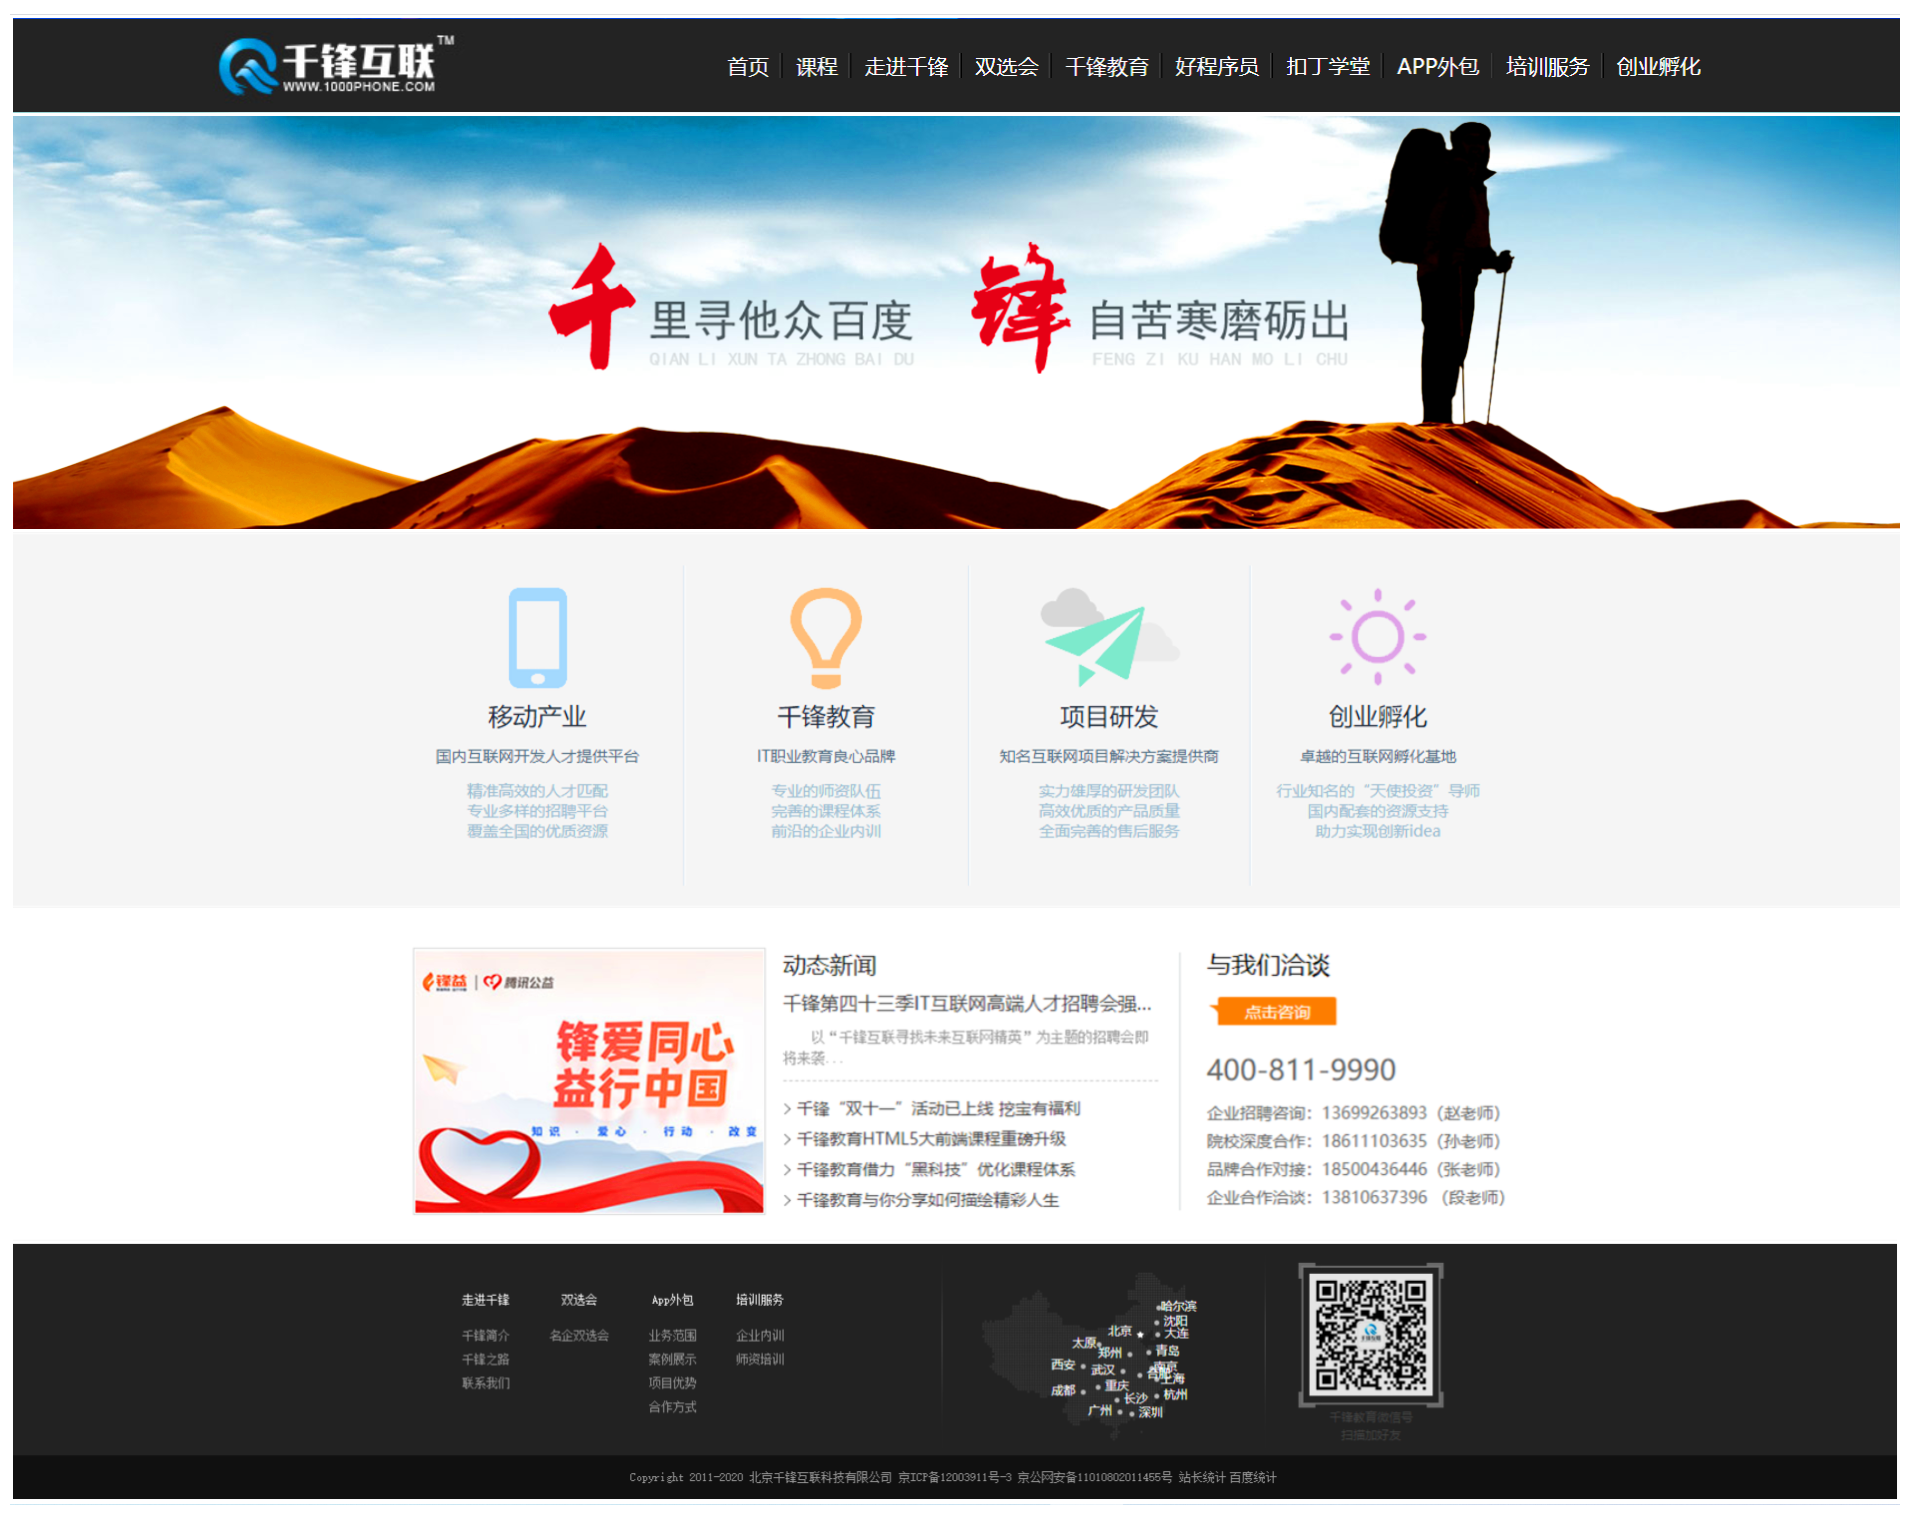 千锋互联 TM
WWW.1000PHONE.COM
首页 课程 走进千锋 双选会 千锋教育 好程序员 扣丁学堂 APP外包 培训服务 创业孵化
千里寻他众百度 锋自苦寒磨砺出
QIAN LI XUN TA ZHONG BAI DU FENG ZI KU HAN MO LI CHU
移动产业
国内互联网开发人才提供平台
精准高效的人才匹配
专业多样的招聘平台
覆盖全国的优质资源
千锋教育
IT职业教育良心品牌
专业的师资队伍
完善的课程体系
前沿的企业内训
项目研发
知名互联网项目解决方案提供商
实力雄厚的研发团队
高效优质的产品质量
全面完善的售后服务
创业孵化
卓越的互联网孵化基地
行业知名的“天使投资”导师
国内配套的资源支持
助力实现创新idea
锋益 | 腾讯公益
锋爱同心
益行中国
知识 · 爱心 · 行动 · 改变
动态新闻
千锋第四十三季IT互联网高端人才招聘会强...
以“千锋互联寻找未来互联网精英”为主题的招聘会即
将来袭...
> 千锋“双十一”活动已上线 挖宝有福利
> 千锋教育HTML5大前端课程重磅升级
> 千锋教育借力“黑科技”优化课程体系
> 千锋教育与你分享如何描绘精彩人生
与我们洽谈
点击咨询
400-811-9990
企业招聘咨询：13699263893（赵老师）
院校深度合作：18611103635（孙老师）
品牌合作对接：18500436446（张老师）
企业合作洽谈：13810637396 （段老师）
走进千锋
千锋简介
千锋之路
联系我们
双选会
名企双选会
App外包
业务范围
案例展示
项目优势
合作方式
培训服务
企业内训
师资培训
哈尔滨
沈阳
北京
大连
太原
郑州
青岛
西安
武汉
南京
合肥
上海
成都
重庆
长沙
杭州
广州
深圳
千锋教育微信号
扫描加好友
Copyright 2011-2020 北京千锋互联科技有限公司 京ICP备12003911号-3 京公网安备11010802011455号 站长统计 百度统计